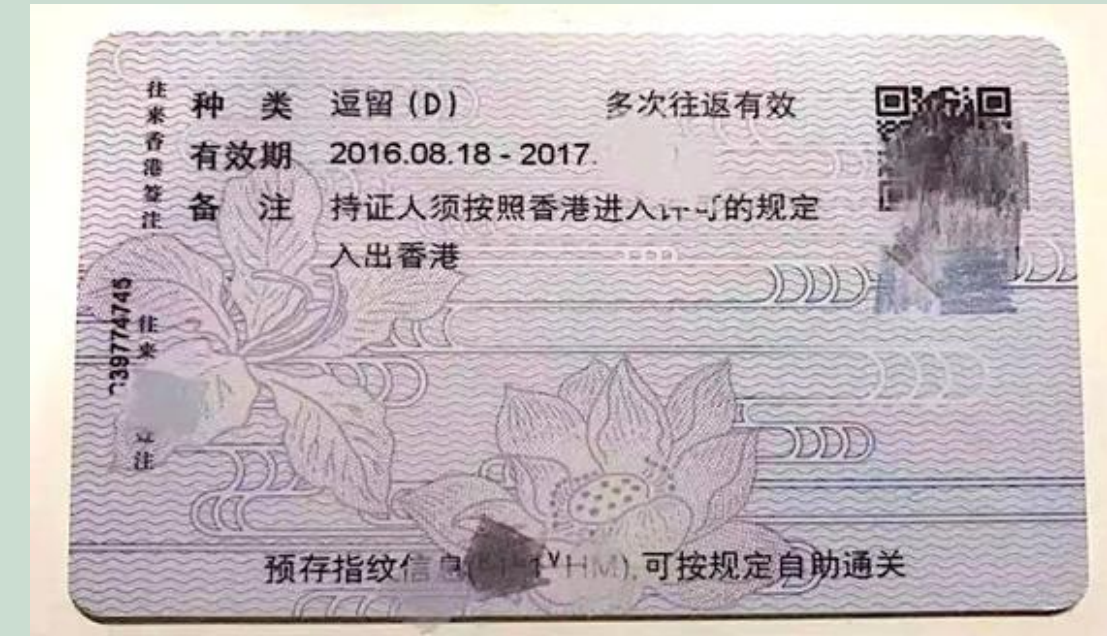 往来香港签注
种 类 逗留(D) 多次往返有效
有效期 2016.08.18 - 2017.
备 注 持证人须按照香港进入许可的规定
入出香港
39774745
往来
注
预存指纹信息( HM),可按规定自助通关